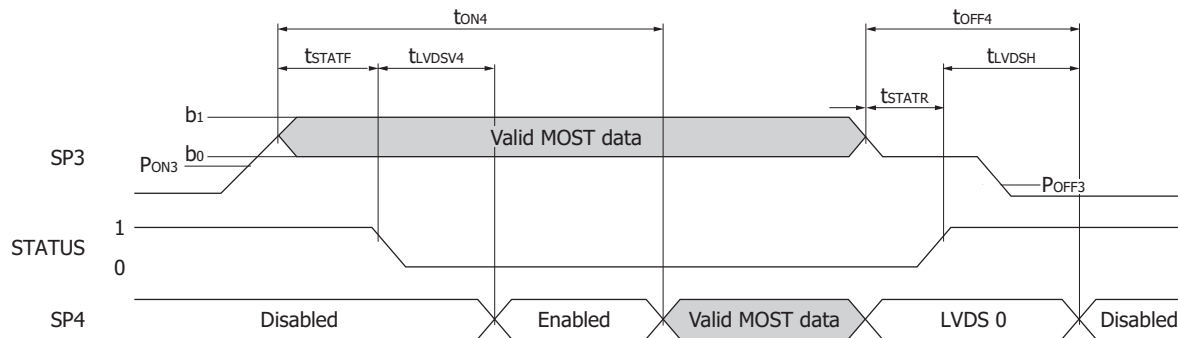 tON4
tOFF4
tSTATF
tLVDSV4
tLVDSH
tSTATR
b1
Valid MOST data
SP3
PON3
b0
POFF3
1
STATUS
0
SP4
Disabled
Enabled
Valid MOST data
LVDS 0
Disabled